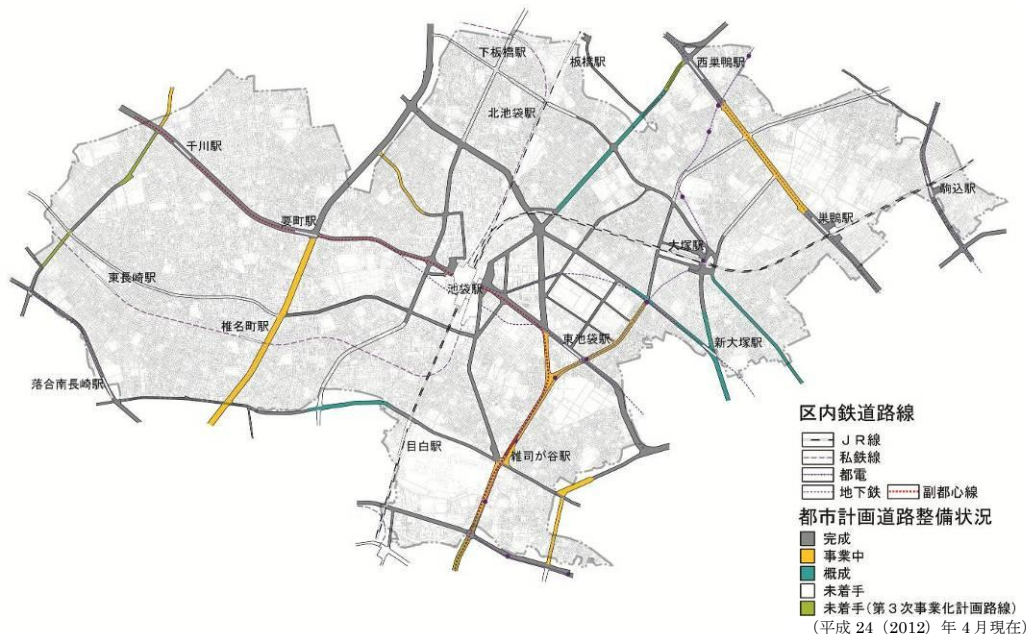 下板橋駅
板橋駅
西巣鴨駅
北池袋駅
千川駅
駒込駅
要町駅
巣鴨駅
大塚駅
東長崎駅
池袋駅
椎名町駅
東池袋駅
新大塚駅
落合南長崎駅
目白駅
雑司が谷駅
区内鉄道路線
ＪＲ線
私鉄線
都電
地下鉄 副都心線
都市計画道路整備状況
完成
事業中
概成
未着手
未着手(第３次事業化計画路線)
(平成 24（2012）年 4 月現在)